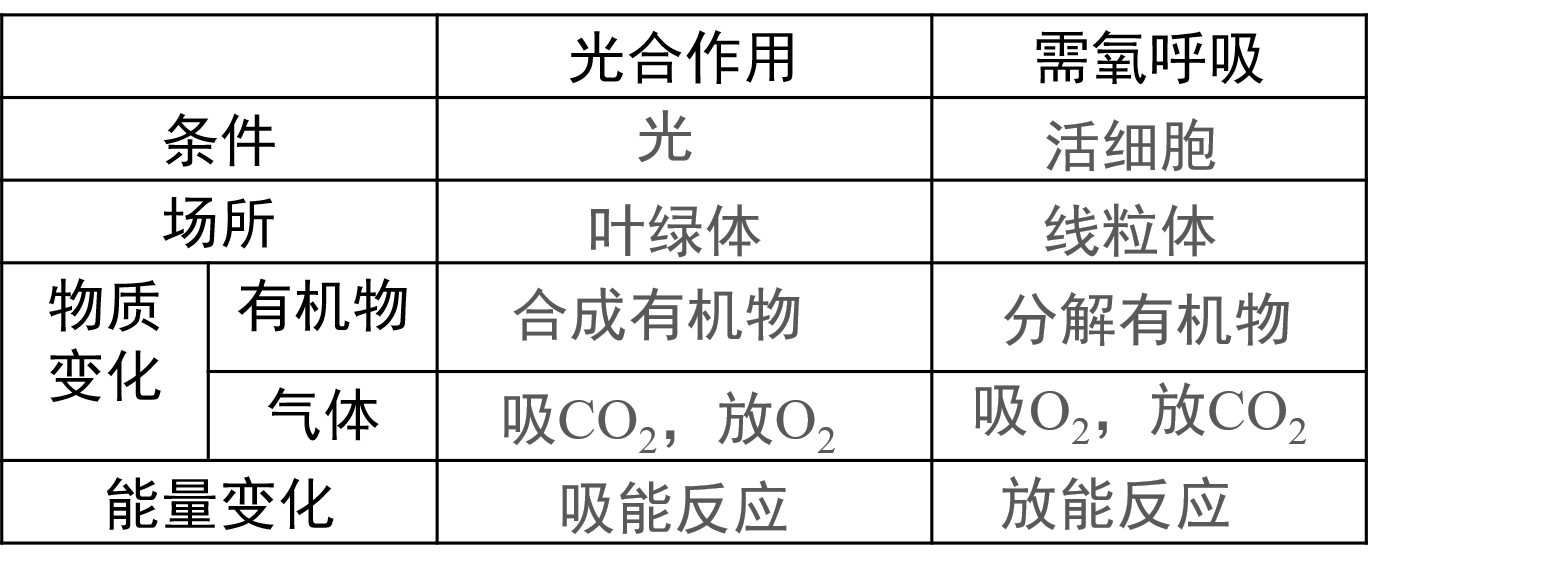 光合作用 需氧呼吸
条件 光 活细胞
场所 叶绿体 线粒体
物质
变化
有机物 合成有机物 分解有机物
气体 吸CO₂，放O₂ 吸O₂，放CO₂
能量变化 吸能反应 放能反应